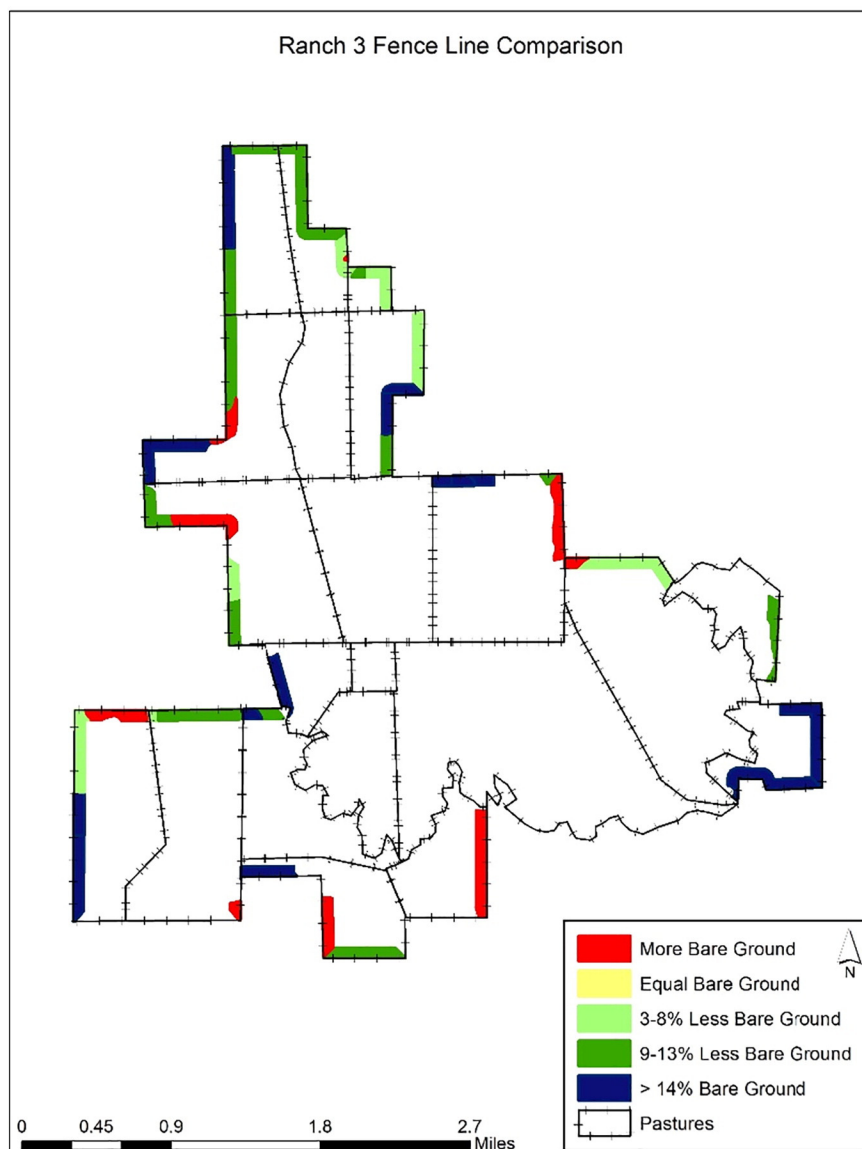 Ranch 3 Fence Line Comparison
More Bare Ground
Equal Bare Ground
3-8% Less Bare Ground
9-13% Less Bare Ground
> 14% Bare Ground
Pastures
N
0 0.45 0.9 1.8 2.7
Miles